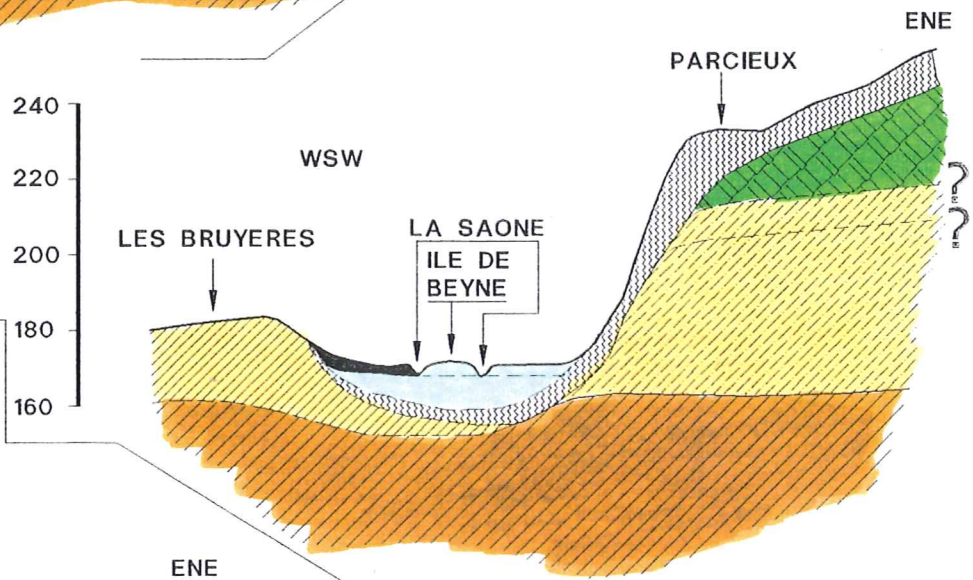 ENE
PARCIEUX
240
WSW
220
?
?
LA SAONE
LES BRUYERES
ILE DE
BEYNE
200
180
160
ENE